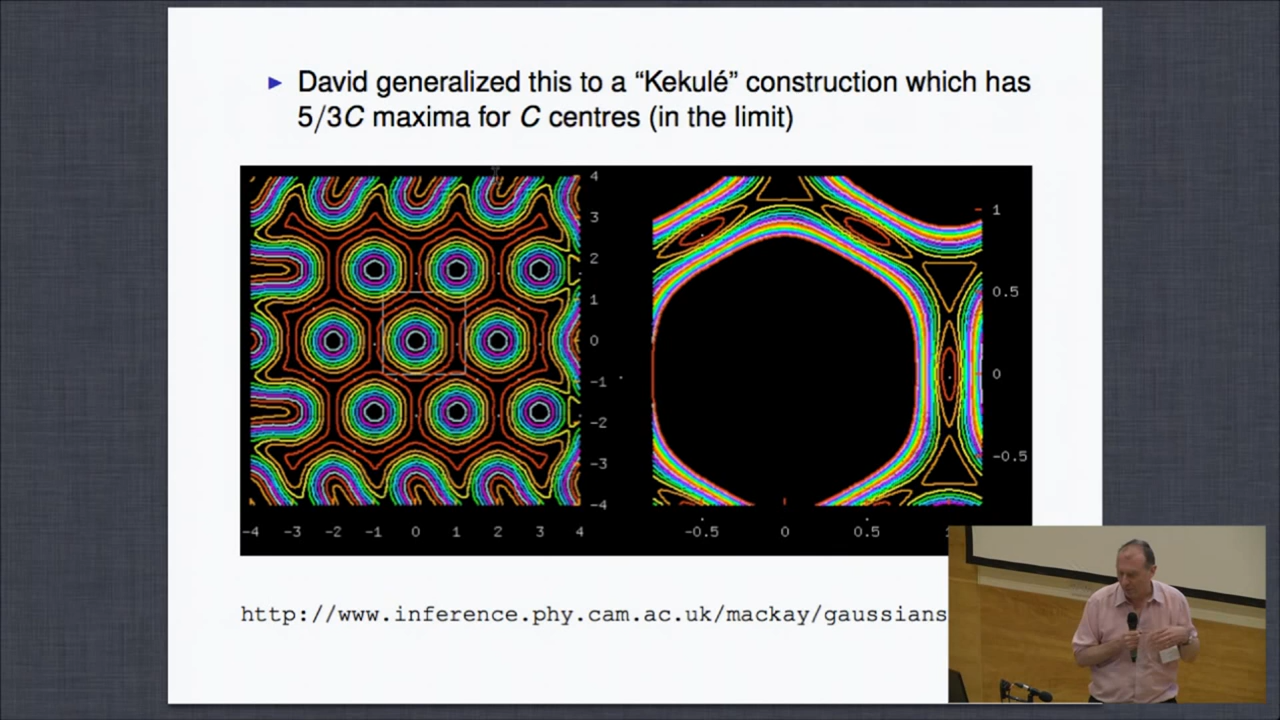 ► David generalized this to a “Kekulé” construction which has
5/3C maxima for C centres (in the limit)
4
3
2
1
0
-1
-2
-3
-4
-4 -3 -2 -1 0 1 2 3 4
1
0.5
0
-0.5
-0.5 0 0.5
http://www.inference.phy.cam.ac.uk/mackay/gaussians